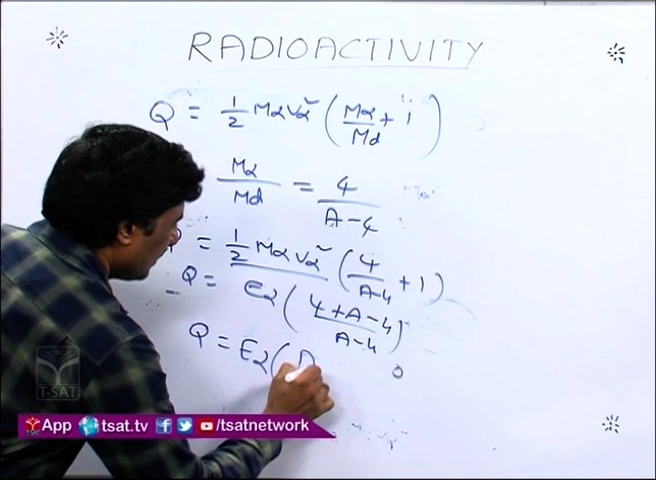 RADIOACTIVITY
Q = 1/2 Mα Vα² (Mα/Md + 1)
Mα/Md = 4/A-4
= 1/2 Mα Vα² (4/A-4 + 1)
Q = Eα (4+A-4/A-4)
Q = Eα (A
T-SAT
App tsat.tv /tsatnetwork